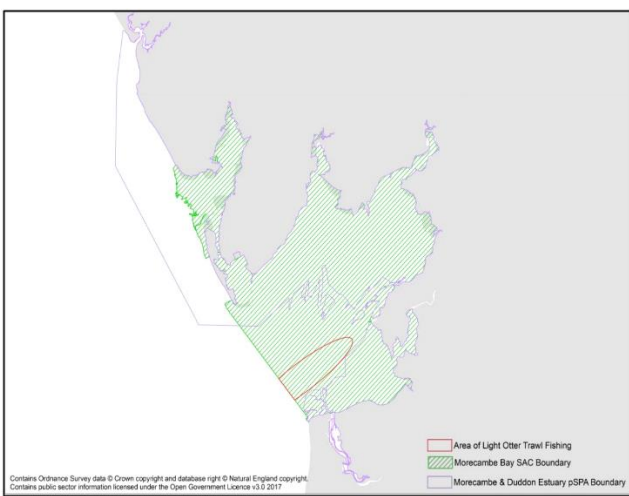 Area of Light Otter Trawl Fishing
Morecambe Bay SAC Boundary
Morecambe & Duddon Estuary pSPA Boundary
Contains Ordnance Survey data © Crown copyright and database right © Natural England copyright,
Contains public sector information licensed under the Open Government Licence v3.0 2017